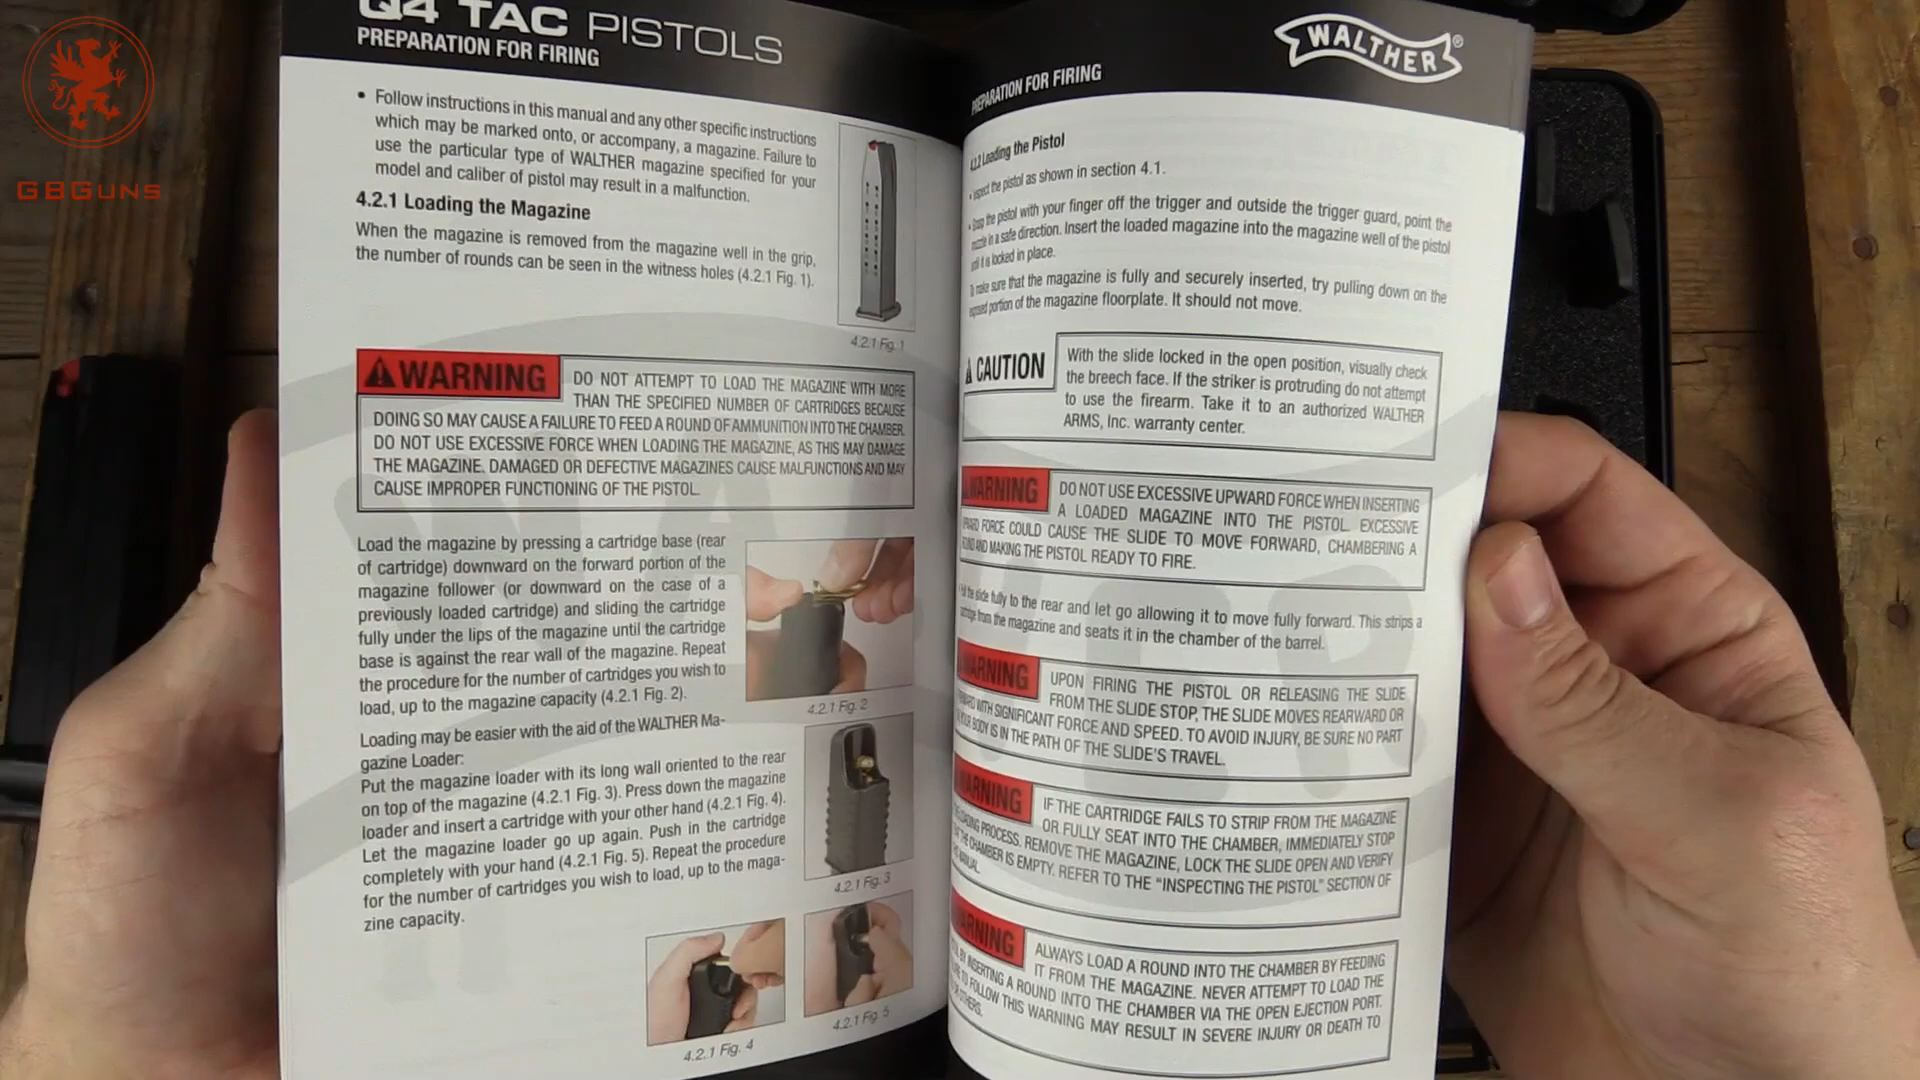 GBGuns
Q4 TAC PISTOLS
PREPARATION FOR FIRING
• Follow instructions in this manual and any other specific instructions
which may be marked onto, or accompany, a magazine. Failure to
use the particular type of WALTHER magazine specified for your
model and caliber of pistol may result in a malfunction.
4.2.1 Loading the Magazine
When the magazine is removed from the magazine well in the grip,
the number of rounds can be seen in the witness holes (4.2.1 Fig. 1).
4.2.1 Fig. 1
WARNING
DO NOT ATTEMPT TO LOAD THE MAGAZINE WITH MORE
THAN THE SPECIFIED NUMBER OF CARTRIDGES BECAUSE
DOING SO MAY CAUSE A FAILURE TO FEED A ROUND OF AMMUNITION INTO THE CHAMBER.
DO NOT USE EXCESSIVE FORCE WHEN LOADING THE MAGAZINE, AS THIS MAY DAMAGE
THE MAGAZINE. DAMAGED OR DEFECTIVE MAGAZINES CAUSE MALFUNCTIONS AND MAY
CAUSE IMPROPER FUNCTIONING OF THE PISTOL.
Load the magazine by pressing a cartridge base (rear
of cartridge) downward on the forward portion of the
magazine follower (or downward on the case of a
previously loaded cartridge) and sliding the cartridge
fully under the lips of the magazine until the cartridge
base is against the rear wall of the magazine. Repeat
the procedure for the number of cartridges you wish to
load, up to the magazine capacity (4.2.1 Fig. 2).
4.2.1 Fig. 2
Loading may be easier with the aid of the WALTHER Ma-
gazine Loader:
Put the magazine loader with its long wall oriented to the rear
on top of the magazine (4.2.1 Fig. 3). Press down the magazine
loader and insert a cartridge with your other hand (4.2.1 Fig. 4).
Let the magazine loader go up again. Push in the cartridge
completely with your hand (4.2.1 Fig. 5). Repeat the procedure
for the number of cartridges you wish to load, up to the maga-
zine capacity.
4.2.1 Fig. 3
4.2.1 Fig. 4
4.2.1 Fig. 5
WALTHER®
PREPARATION FOR FIRING
4.2.2 Loading the Pistol
• Inspect the pistol as shown in section 4.1.
• Grasp the pistol with your finger off the trigger and outside the trigger guard, point the
muzzle in a safe direction. Insert the loaded magazine into the magazine well of the pistol
until it is locked in place.
To make sure that the magazine is fully and securely inserted, try pulling down on the
exposed portion of the magazine floorplate. It should not move.
CAUTION
With the slide locked in the open position, visually check
the breech face. If the striker is protruding do not attempt
to use the firearm. Take it to an authorized WALTHER
ARMS, Inc. warranty center.
WARNING
DO NOT USE EXCESSIVE UPWARD FORCE WHEN INSERTING
A LOADED MAGAZINE INTO THE PISTOL. EXCESSIVE
UPWARD FORCE COULD CAUSE THE SLIDE TO MOVE FORWARD, CHAMBERING A
ROUND AND MAKING THE PISTOL READY TO FIRE.
• Pull the slide fully to the rear and let go allowing it to move fully forward. This strips a
cartridge from the magazine and seats it in the chamber of the barrel.
WARNING
UPON FIRING THE PISTOL OR RELEASING THE SLIDE
FROM THE SLIDE STOP, THE SLIDE MOVES REARWARD OR
FORWARD WITH SIGNIFICANT FORCE AND SPEED. TO AVOID INJURY, BE SURE NO PART
OF YOUR BODY IS IN THE PATH OF THE SLIDE'S TRAVEL.
WARNING
IF THE CARTRIDGE FAILS TO STRIP FROM THE MAGAZINE
OR FULLY SEAT INTO THE CHAMBER, IMMEDIATELY STOP
LOADING PROCESS. REMOVE THE MAGAZINE, LOCK THE SLIDE OPEN AND VERIFY
THE CHAMBER IS EMPTY. REFER TO THE "INSPECTING THE PISTOL" SECTION OF
MANUAL.
WARNING
ALWAYS LOAD A ROUND INTO THE CHAMBER BY FEEDING
IT FROM THE MAGAZINE. NEVER ATTEMPT TO LOAD THE
BY INSERTING A ROUND INTO THE CHAMBER VIA THE OPEN EJECTION PORT.
TO FOLLOW THIS WARNING MAY RESULT IN SEVERE INJURY OR DEATH TO
OTHERS.